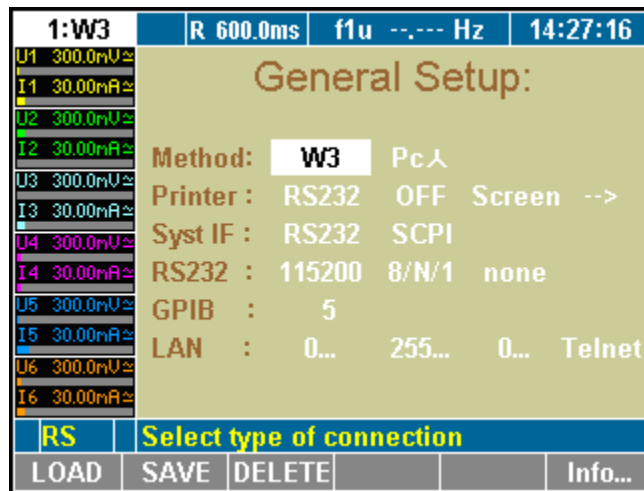 1:W3 R 600.0ms f1u --.--- Hz 14:27:16
U1 300.0mV≃
I1 30.00mA≃
U2 300.0mV≃
I2 30.00mA≃
U3 300.0mV≃
I3 30.00mA≃
U4 300.0mV≃
I4 30.00mA≃
U5 300.0mV≃
I5 30.00mA≃
U6 300.0mV≃
I6 30.00mA≃
General Setup:
Method: W3 Pc⅄
Printer : RS232 OFF Screen -->
Syst IF : RS232 SCPI
RS232 : 115200 8/N/1 none
GPIB : 5
LAN : 0... 255... 0... Telnet
RS Select type of connection
LOAD SAVE DELETE Info...